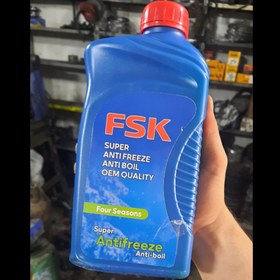 FSK
SUPER
ANTI FREEZE
ANTI BOIL
OEM QUALITY
Four Seasons
Super
Antifreeze
Anti-boil